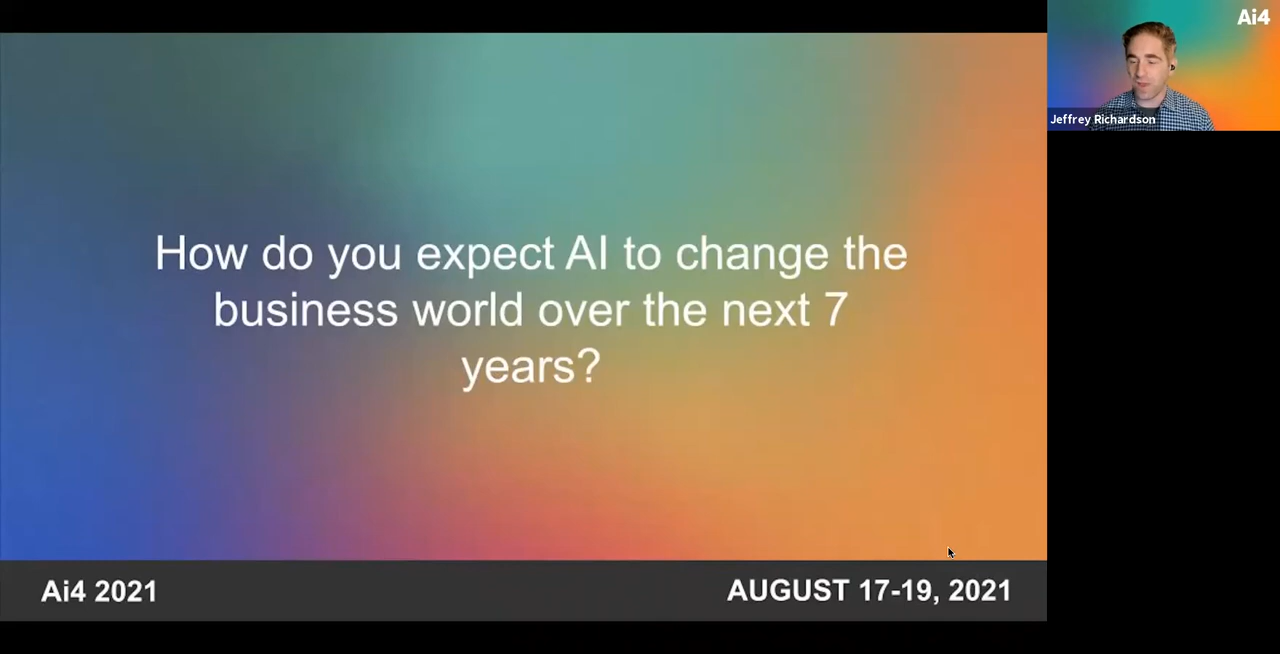 How do you expect AI to change the
business world over the next 7
years?
Ai4 2021
AUGUST 17-19, 2021
Ai4
Jeffrey Richardson